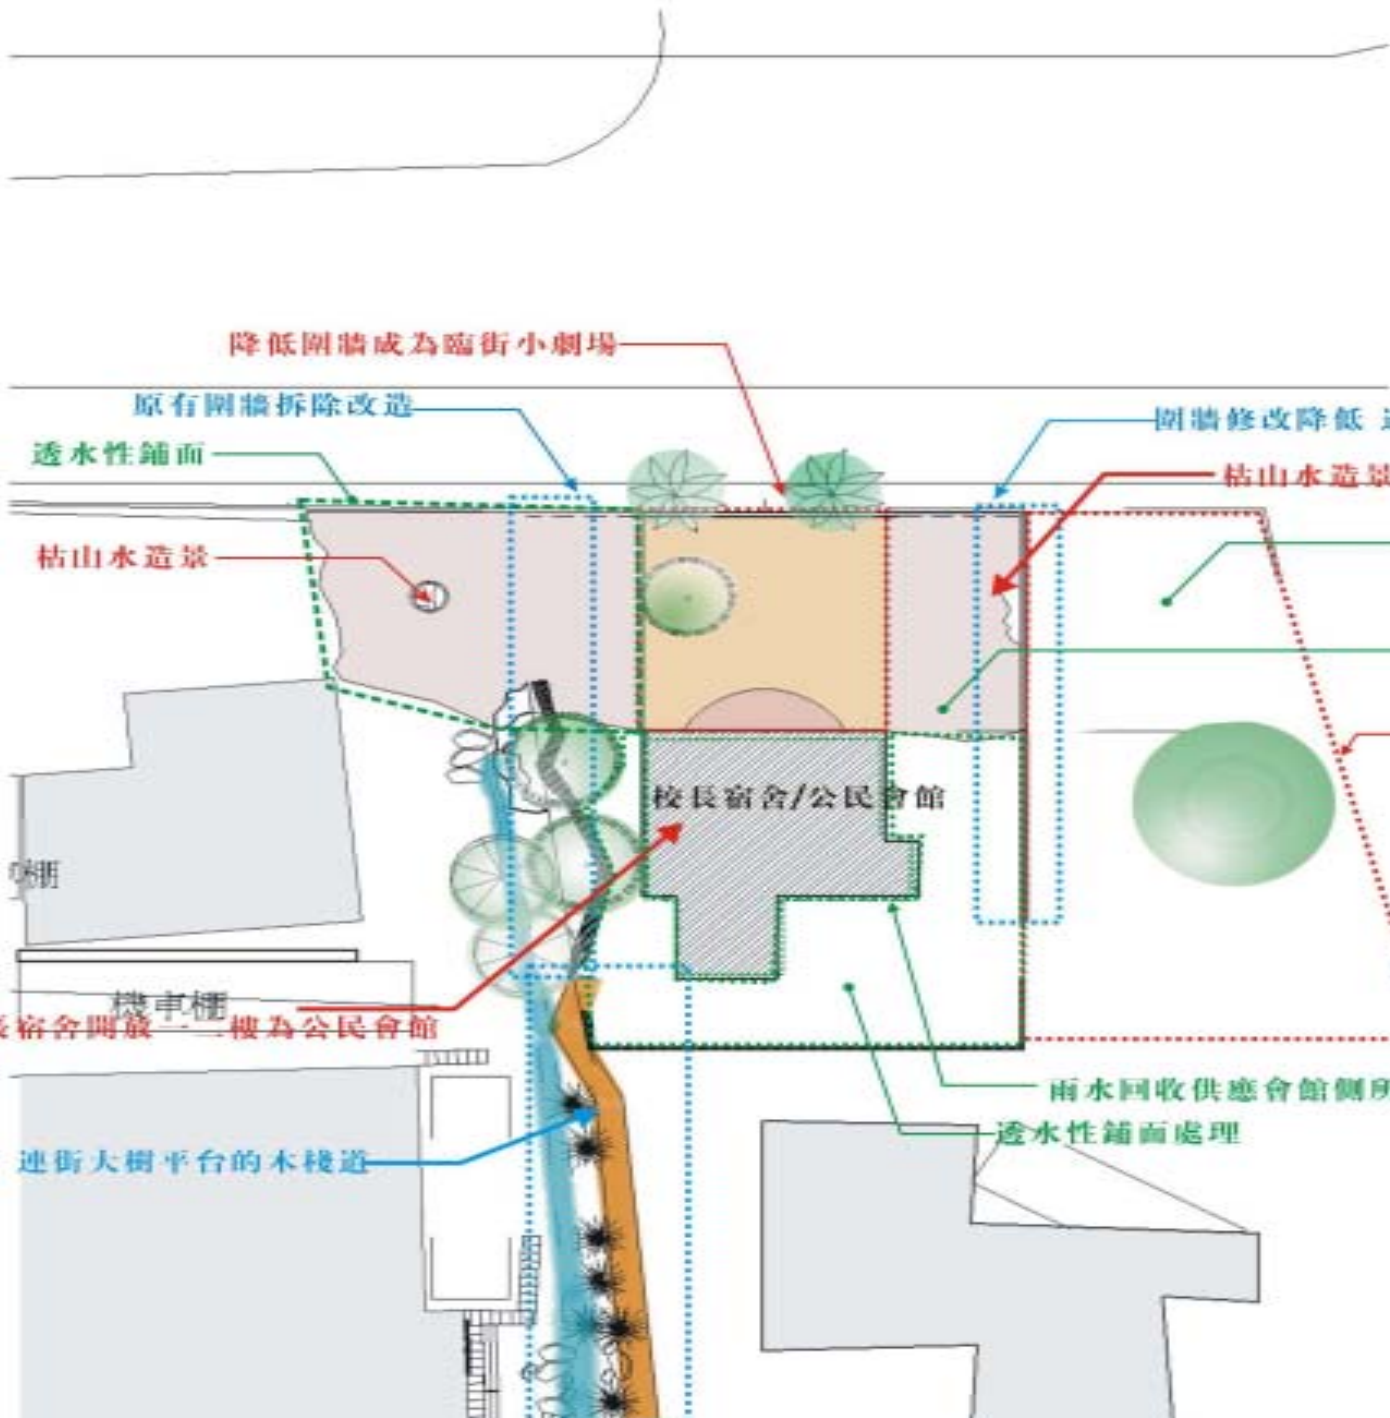 降低圍牆成為臨街小劇場
原有圍牆拆除改造
圍牆修改降低
透水性鋪面
枯山水造景
枯山水造景
校長宿舍/公民會館
棚
機車棚
宿舍開放一二樓為公民會館
雨水回收供應會館側所
透水性鋪面處理
連街大樹平台的木棧道